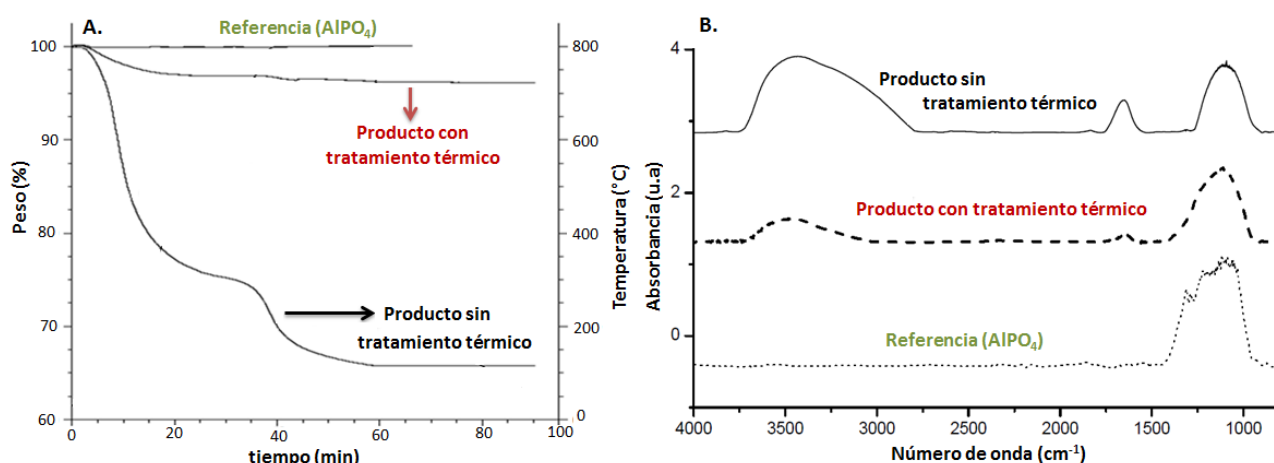 A.
Referencia (AlPO₄)
Peso (%)
100
90
80
70
60
Producto con
tratamiento térmico
Producto sin
tratamiento térmico
800
600
400
200
0
Temperatura (°C)
0
20
40
60
80
100
tiempo (min)
B.
Absorbancia (u.a)
4
2
0
Producto sin
tratamiento térmico
Producto con tratamiento térmico
Referencia (AlPO₄)
4000
3500
3000
2500
2000
1500
1000
Número de onda (cm⁻¹)